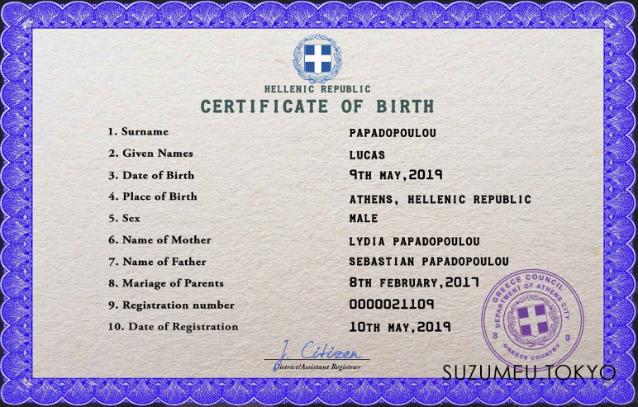 HELLENIC REPUBLIC
CERTIFICATE OF BIRTH
1. Surname PAPADOPOULOU
2. Given Names LUCAS
3. Date of Birth 9TH MAY,2019
4. Place of Birth ATHENS, HELLENIC REPUBLIC
5. Sex MALE
6. Name of Mother LYDIA PAPADOPOULOU
7. Name of Father SEBASTIAN PAPADOPOULOU
8. Mariage of Parents 8TH FEBRUARY,2017
9. Registration number 0000021109
10. Date of Registration 10TH MAY,2019
J. Citizen
District/Assistant Registrar
GREECE COUNCIL
DEPARTMENT OF ATHENS CITY
3 9
GREECE COUNTRY
SUZUMEU.TOKYO